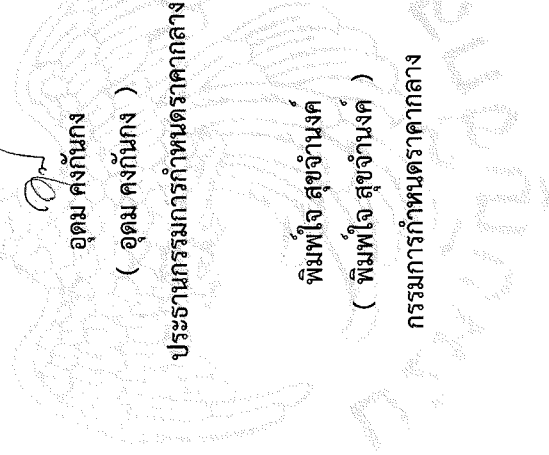 อุดม คงกันกง
( อุดม คงกันกง )
ประธานกรรมการกำหนดราคากลาง
พิมพ์ใจ สุขจำนงค์
( พิมพ์ใจ สุขจำนงค์ )
กรรมการกำหนดราคากลาง